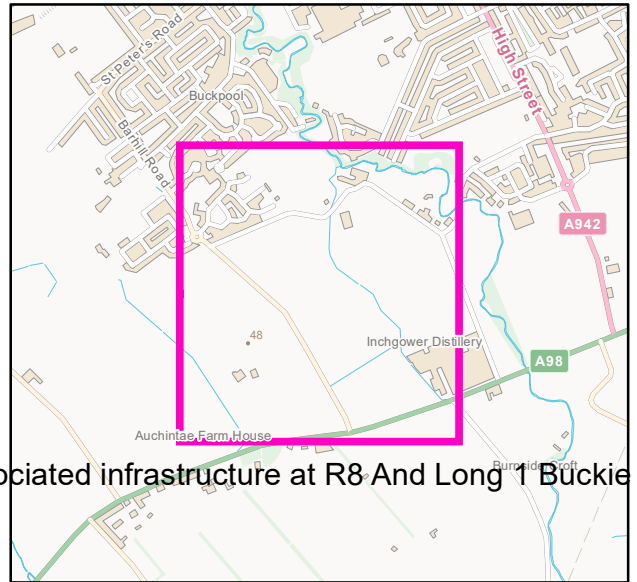 St Peter's Road
High Street
Buckpool
Barhill Road
A942
48
Inchgower Distillery
A98
Auchintae Farm House
Burnside Croft
ociated infrastructure at R8 And Long 1 Buckie